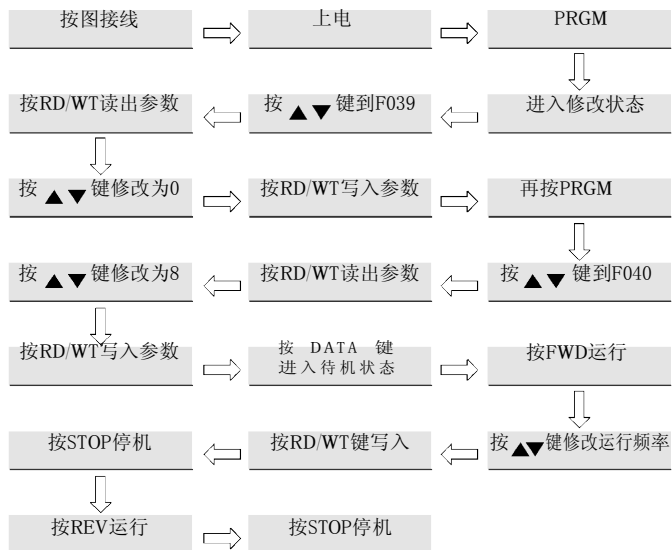 按图接线
上电
PRGM
进入修改状态
按 ▲▼ 键到F039
按RD/WT读出参数
按 ▲▼ 键修改为0
按RD/WT写入参数
再按PRGM
按 ▲▼ 键到F040
按RD/WT读出参数
按 ▲▼ 键修改为8
按RD/WT写入参数
按 DATA 键
进入待机状态
按FWD运行
按▲▼键修改运行频率
按RD/WT键写入
按STOP停机
按REV运行
按STOP停机